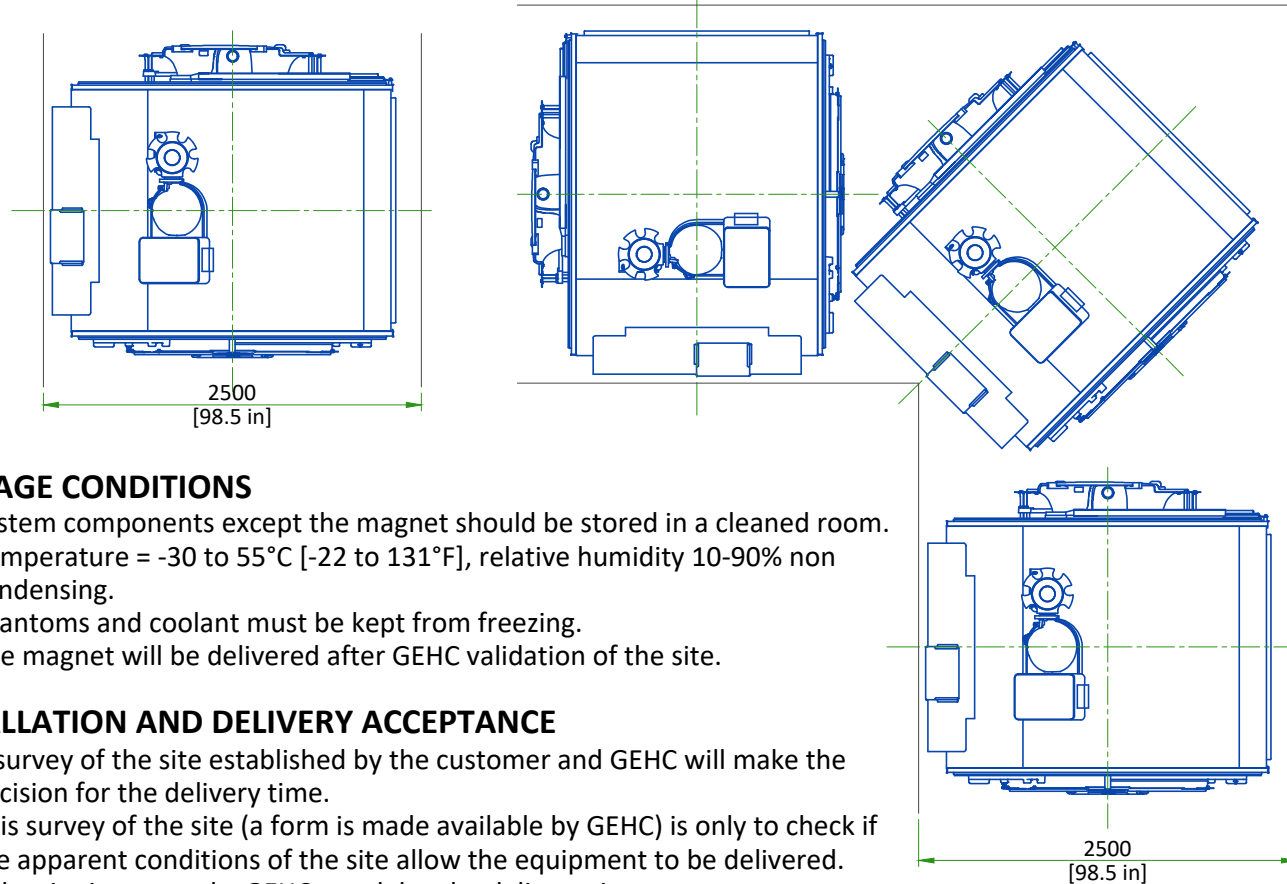 2500
[98.5 in]
AGE CONDITIONS
stem components except the magnet should be stored in a cleaned room.
mperature = -30 to 55°C [-22 to 131°F], relative humidity 10-90% non
ndensing.
antoms and coolant must be kept from freezing.
e magnet will be delivered after GEHC validation of the site.
LLATION AND DELIVERY ACCEPTANCE
survey of the site established by the customer and GEHC will make the
cision for the delivery time.
is survey of the site (a form is made available by GEHC) is only to check if
e apparent conditions of the site allow the equipment to be delivered.
2500
[98.5 in]